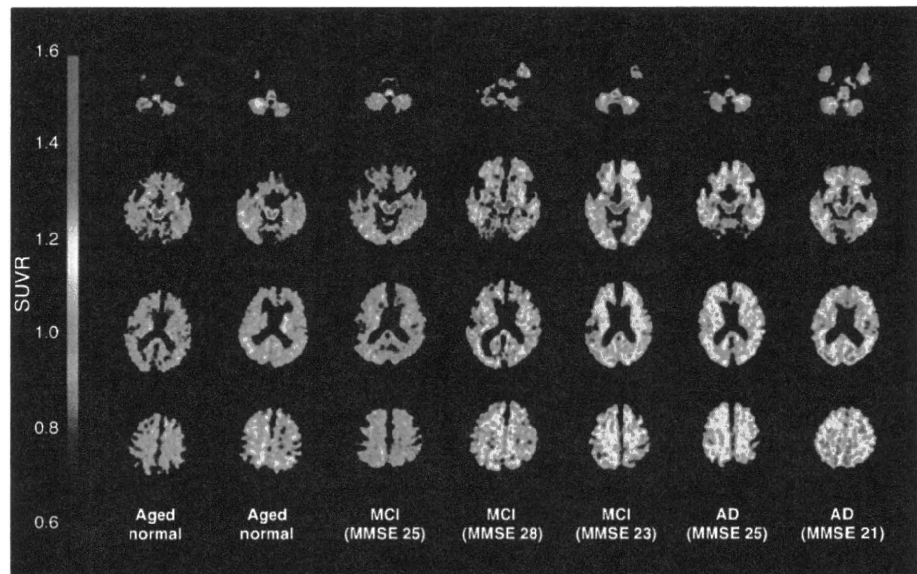 1.6
1.4
1.2
SUVR
1.0
0.8
0.6
Aged normal
Aged normal
MCI (MMSE 25)
MCI (MMSE 28)
MCI (MMSE 23)
AD (MMSE 25)
AD (MMSE 21)